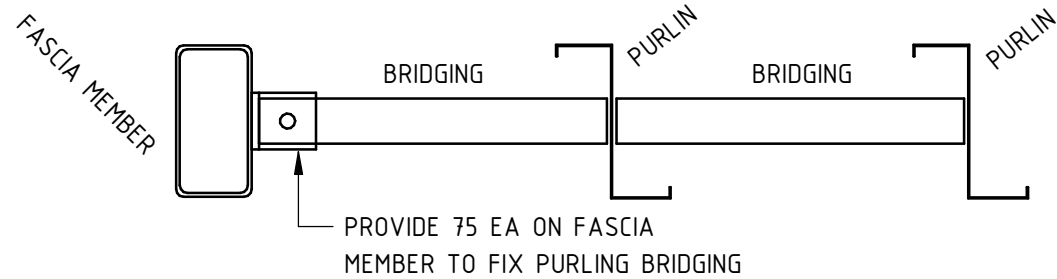 FASCIA MEMBER
BRIDGING
PURLIN
BRIDGING
PURLIN
PROVIDE 75 EA ON FASCIA
MEMBER TO FIX PURLING BRIDGING